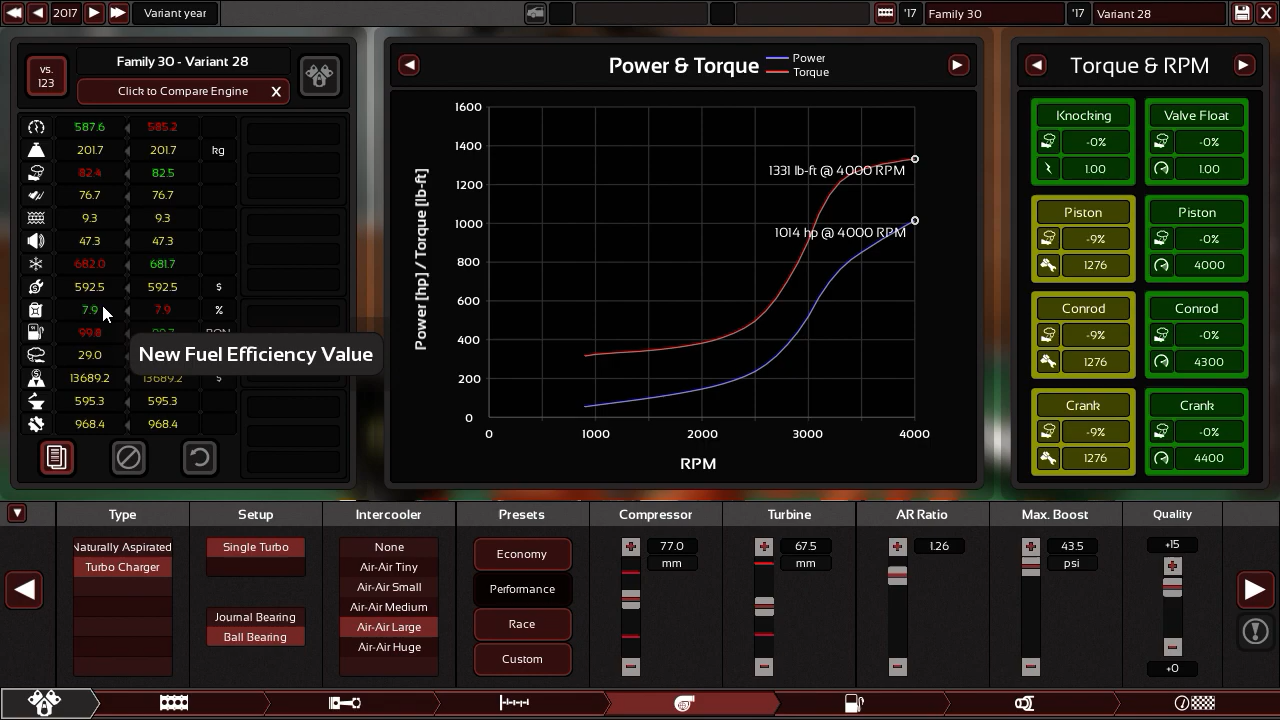 2017 Variant year '17 Family 30 '17 Variant 28
vs. 123
Family 30 - Variant 28
Click to Compare Engine X
587.6 585.2
201.7 201.7 kg
82.4 82.5
76.7 76.7
9.3 9.3
47.3 47.3
682.0 681.7
592.5 592.5 $
7.9 7.9 %
99.8
29.0
13689.2 13689.2 $
595.3 595.3
968.4 968.4
New Fuel Efficiency Value
Power & Torque
Power
Torque
Power [hp] / Torque [lb-ft]
1600
1400
1200
1000
800
600
400
200
0
1331 lb-ft @ 4000 RPM
1014 hp @ 4000 RPM
0 1000 2000 3000 4000
RPM
Torque & RPM
Knocking Valve Float
-0% -0%
1.00 1.00
Piston Piston
-9% -0%
1276 4000
Conrod Conrod
-9% -0%
1276 4300
Crank Crank
-9% -0%
1276 4400
Type Setup Intercooler Presets Compressor Turbine AR Ratio Max. Boost Quality
Naturally Aspirated
Turbo Charger
Single Turbo
Journal Bearing
Ball Bearing
None
Air-Air Tiny
Air-Air Small
Air-Air Medium
Air-Air Large
Air-Air Huge
Economy
Performance
Race
Custom
77.0
mm
67.5
mm
1.26
43.5
psi
+15
+0